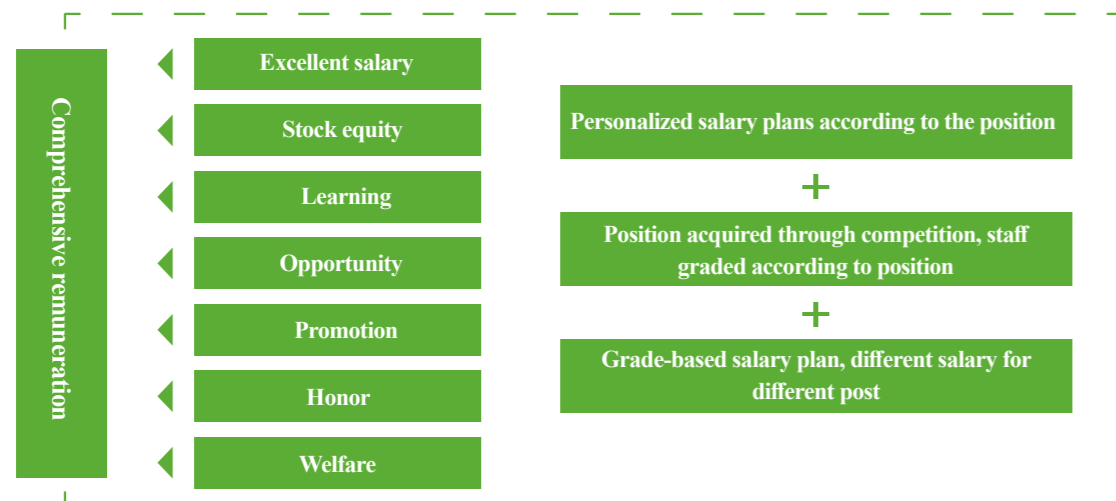 Comprehensive remuneration
Excellent salary
Stock equity
Learning
Opportunity
Promotion
Honor
Welfare
Personalized salary plans according to the position
+
Position acquired through competition, staff
graded according to position
+
Grade-based salary plan, different salary for
different post